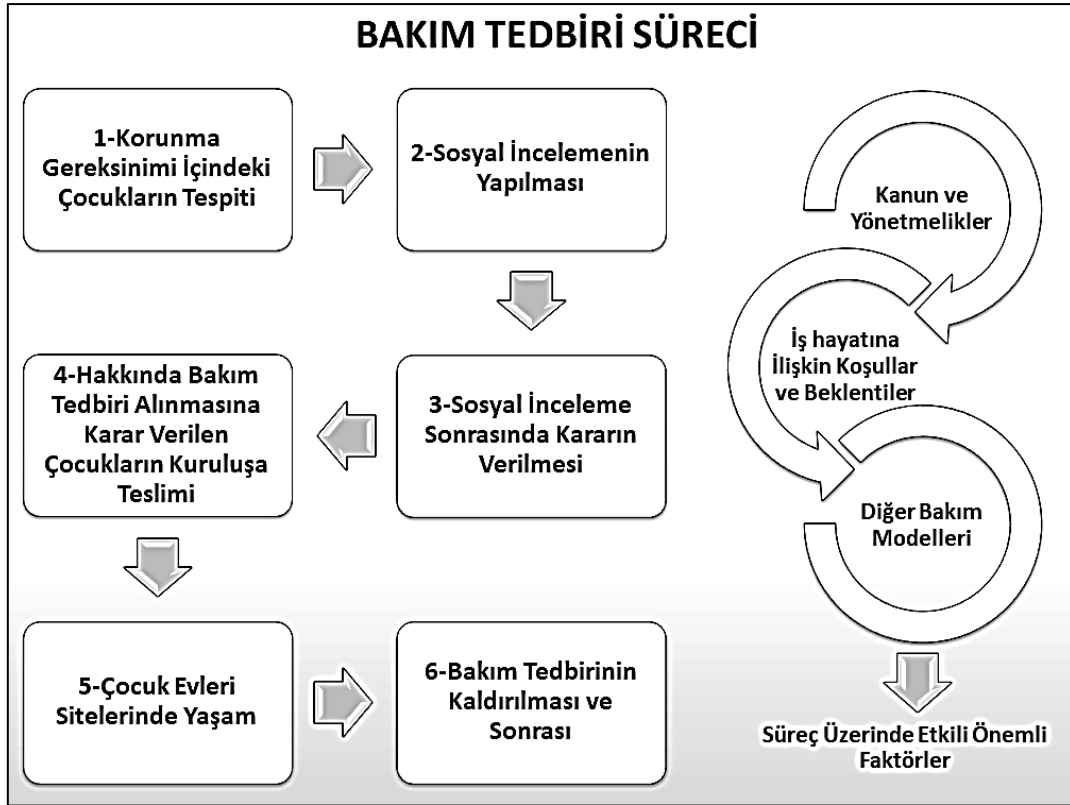 BAKIM TEDBİRİ SÜRECİ
1-Korunma
Gereksinimi İçindeki
Çocukların Tespiti
2-Sosyal İncelemenin
Yapılması
3-Sosyal İnceleme
Sonrasında Kararın
Verilmesi
4-Hakkında Bakım
Tedbiri Alınmasına
Karar Verilen
Çocukların Kuruluşa
Teslimi
5-Çocuk Evleri
Sitelerinde Yaşam
6-Bakım Tedbirinin
Kaldırılması ve
Sonrası
Kanun ve
Yönetmelikler
İş hayatına
İlişkin Koşullar
ve Beklentiler
Diğer Bakım
Modelleri
Süreç Üzerinde Etkili Önemli
Faktörler